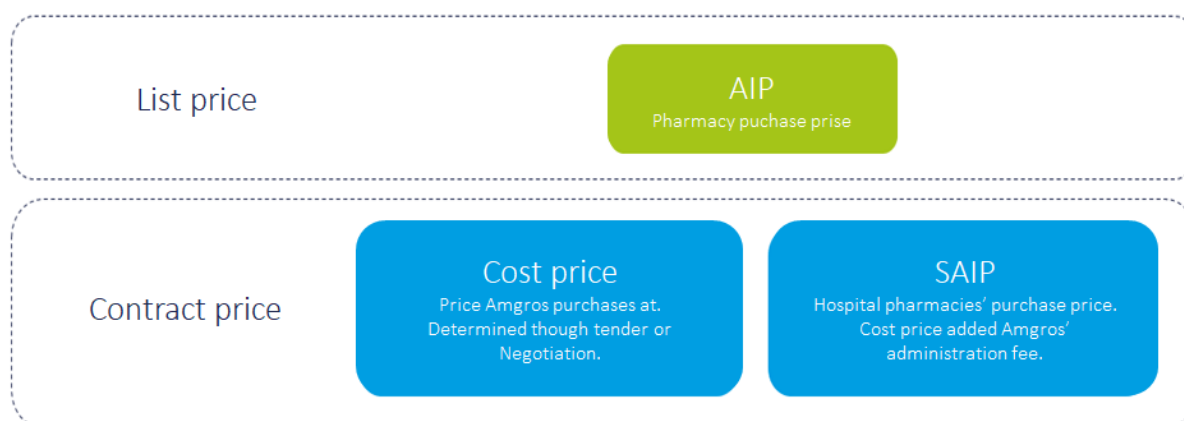 List price
AIP
Pharmacy puchase prise
Contract price
Cost price
Price Amgros purchases at.
Determined though tender or
Negotiation.
SAIP
Hospital pharmacies’ purchase price.
Cost price added Amgros’
administration fee.